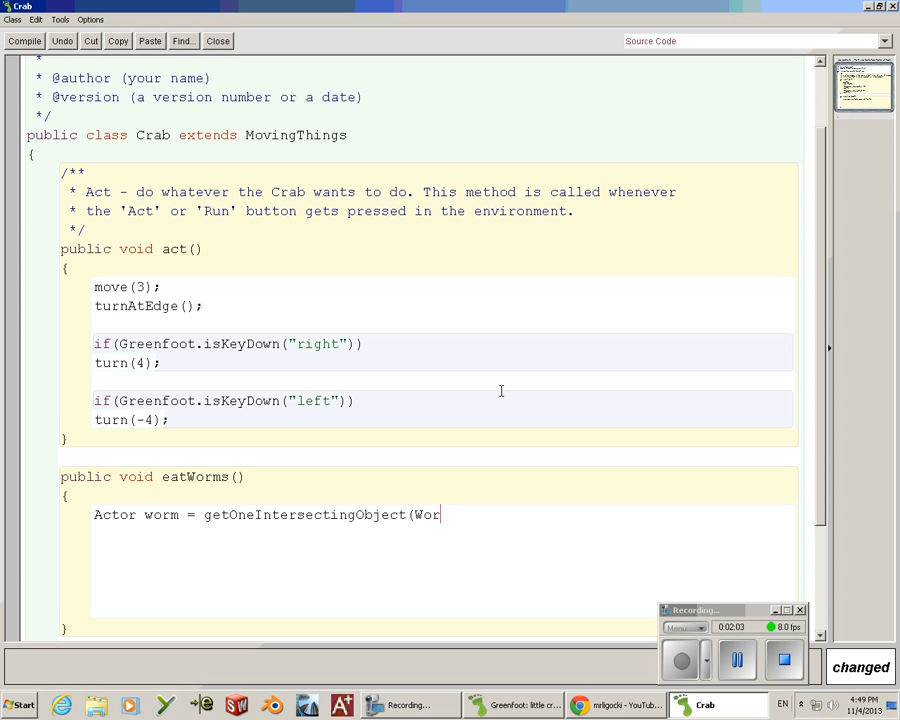 Crab
Class Edit Tools Options
Compile Undo Cut Copy Paste Find... Close Source Code
*
* @author (your name)
* @version (a version number or a date)
*/
public class Crab extends MovingThings
{
/**
* Act - do whatever the Crab wants to do. This method is called whenever
* the 'Act' or 'Run' button gets pressed in the environment.
*/
public void act()
{
move(3);
turnAtEdge();
if(Greenfoot.isKeyDown("right"))
turn(4);
if(Greenfoot.isKeyDown("left"))
turn(-4);
}
public void eatWorms()
{
Actor worm = getOneIntersectingObject(Wor
}
Recording...
Menu 0:02:03 8.0 fps
changed
Start Recording... Greenfoot: little cr... mrligocki - YouTub... Crab EN 4:49 PM
11/4/2013